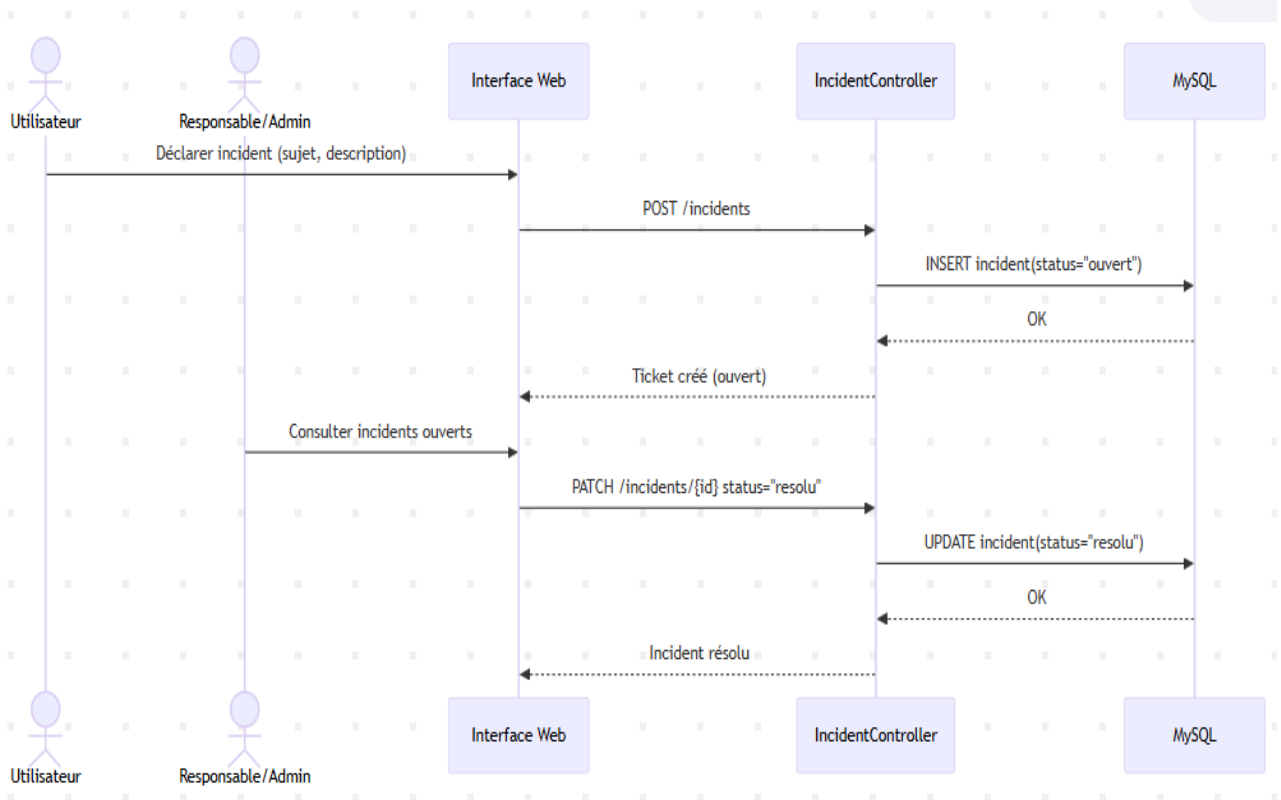 Interface Web
IncidentController
MySQL
Utilisateur
Responsable/Admin
Déclarer incident (sujet, description)
POST /incidents
INSERT incident(status="ouvert")
OK
Ticket créé (ouvert)
Consulter incidents ouverts
PATCH /incidents/{id} status="resolu"
UPDATE incident(status="resolu")
OK
Incident résolu
Interface Web
IncidentController
MySQL
Utilisateur
Responsable/Admin